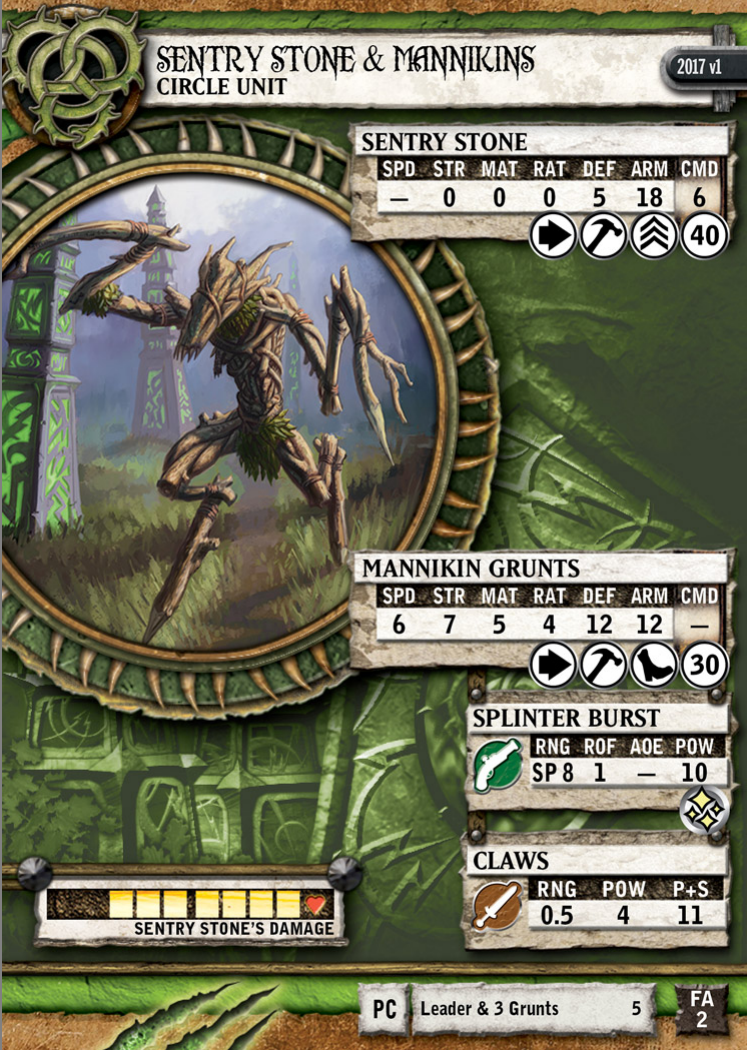 SENTRY STONE & MANNIKINS
CIRCLE UNIT
2017 v1
SENTRY STONE
SPD STR MAT RAT DEF ARM CMD
— 0 0 0 5 18 6
40
MANNIKIN GRUNTS
SPD STR MAT RAT DEF ARM CMD
6 7 5 4 12 12 —
30
SPLINTER BURST
RNG ROF AOE POW
SP 8 1 — 10
CLAWS
RNG POW P+S
0.5 4 11
SENTRY STONE'S DAMAGE
PC Leader & 3 Grunts 5
FA
2